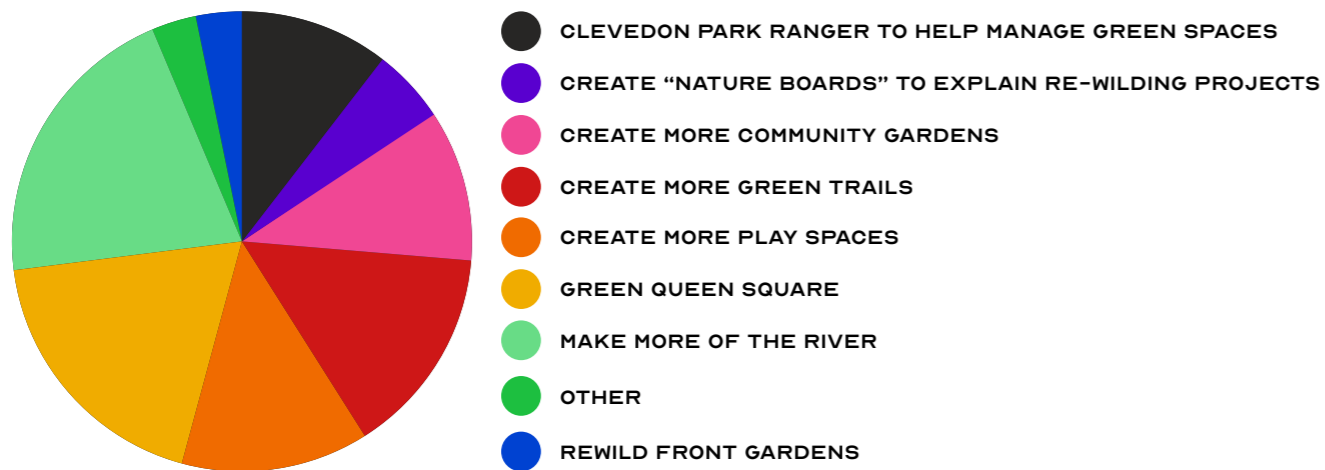 CLEVEDON PARK RANGER TO HELP MANAGE GREEN SPACES
CREATE “NATURE BOARDS” TO EXPLAIN RE-WILDING PROJECTS
CREATE MORE COMMUNITY GARDENS
CREATE MORE GREEN TRAILS
CREATE MORE PLAY SPACES
GREEN QUEEN SQUARE
MAKE MORE OF THE RIVER
OTHER
REWILD FRONT GARDENS